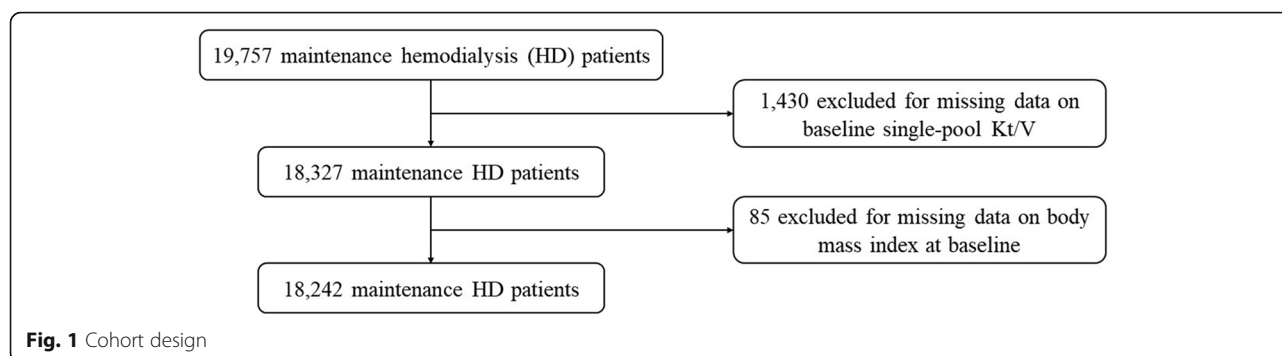 19,757 maintenance hemodialysis (HD) patients
1,430 excluded for missing data on
baseline single-pool Kt/V
18,327 maintenance HD patients
85 excluded for missing data on body
mass index at baseline
18,242 maintenance HD patients
Fig. 1 Cohort design